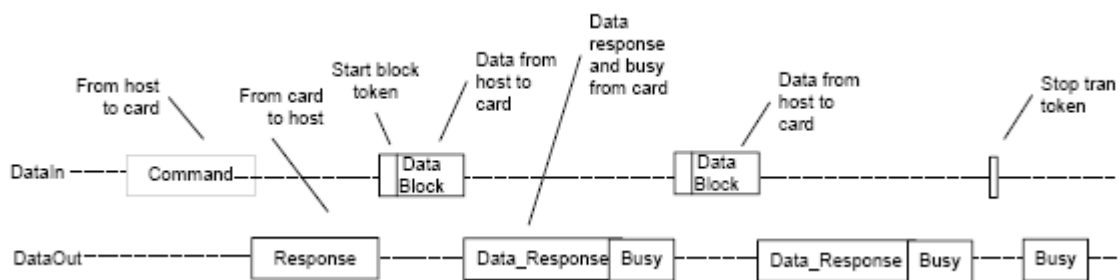 From host
to card
From card
to host
Start block
token
Data from
host to
card
Data
response
and busy
from card
Data from
host to
card
Stop tran
token
DataIn
Command
Data
Block
Data
Block
DataOut
Response
Data_Response
Busy
Data_Response
Busy
Busy